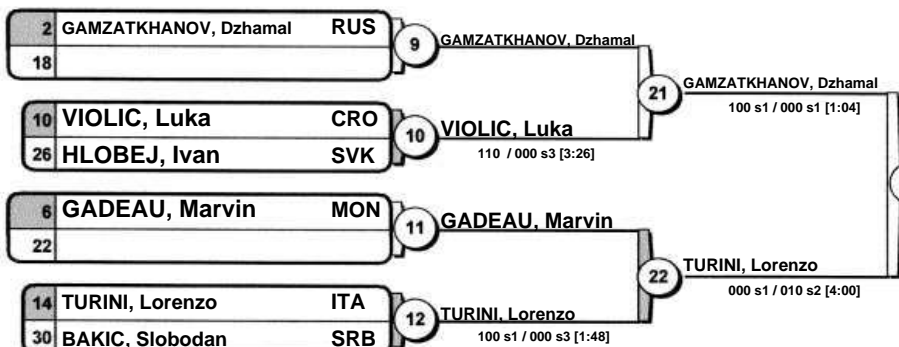 2 GAMZATKHANOV, Dzhamal RUS
18
9 GAMZATKHANOV, Dzhamal
10 VIOLIC, Luka CRO
26 HLOBEJ, Ivan SVK
10 VIOLIC, Luka
110 / 000 s3 [3:26]
21 GAMZATKHANOV, Dzhamal
100 s1 / 000 s1 [1:04]
6 GADEAU, Marvin MON
22
11 GADEAU, Marvin
14 TURINI, Lorenzo ITA
30 BAKIC, Slobodan SRB
12 TURINI, Lorenzo
100 s1 / 000 s3 [1:48]
22 TURINI, Lorenzo
000 s1 / 010 s2 [4:00]